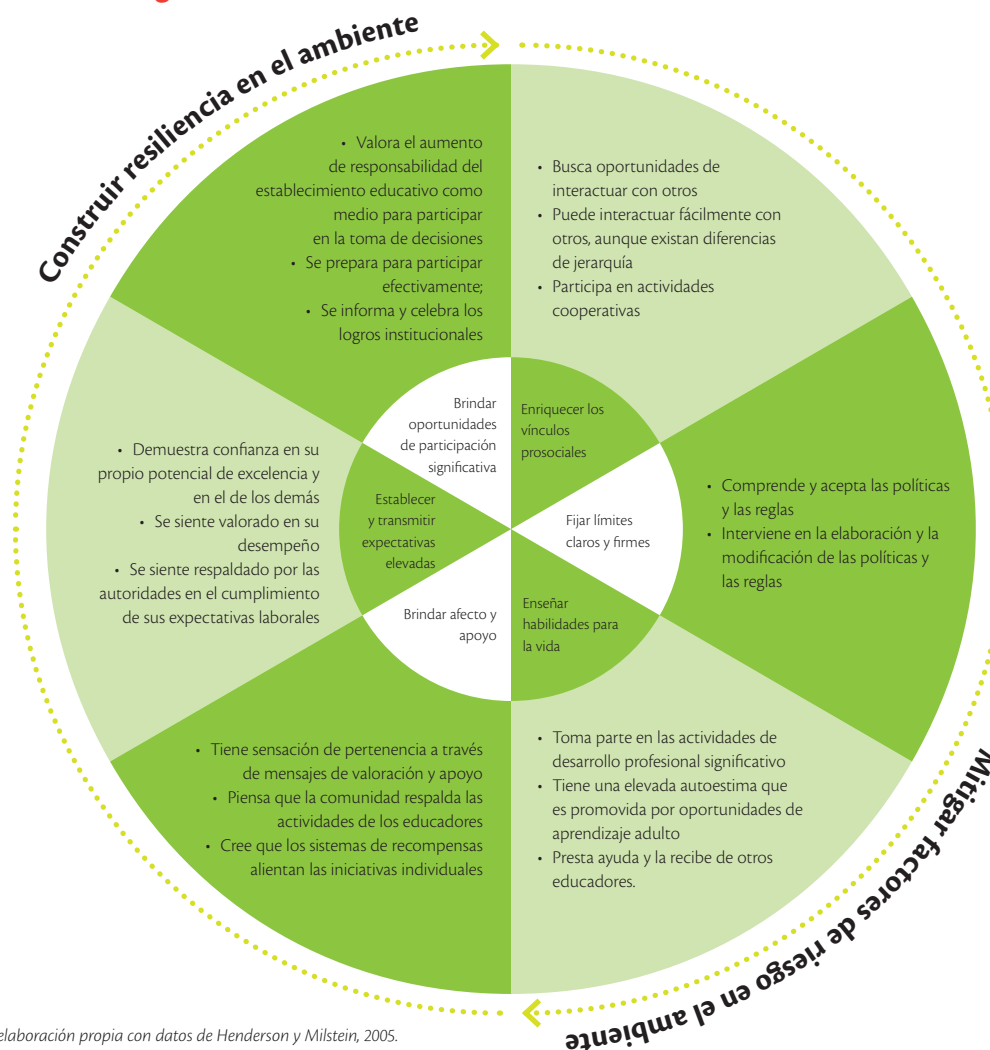 Construir resiliencia en el ambiente
• Valora el aumento
de responsabilidad del
establecimiento educativo como
medio para participar
en la toma de decisiones
• Se prepara para participar
efectivamente;
• Se informa y celebra los
logros institucionales
• Busca oportunidades de
interactuar con otros
• Puede interactuar fácilmente con
otros, aunque existan diferencias
de jerarquía
• Participa en actividades
cooperativas
Brindar
oportunidades
de participación
significativa
Enriquecer los
vínculos
prosociales
• Demuestra confianza en su
propio potencial de excelencia y
en el de los demás
• Se siente valorado en su
desempeño
• Se siente respaldado por las
autoridades en el cumplimiento
de sus expectativas laborales
Establecer
y transmitir
expectativas
elevadas
Fijar límites
claros y firmes
• Comprende y acepta las políticas
y las reglas
• Interviene en la elaboración y la
modificación de las políticas y
las reglas
Brindar afecto y
apoyo
Enseñar
habilidades para
la vida
• Tiene sensación de pertenencia a través
de mensajes de valoración y apoyo
• Piensa que la comunidad respalda las
actividades de los educadores
• Cree que los sistemas de recompensas
alientan las iniciativas individuales
• Toma parte en las actividades de
desarrollo profesional significativo
• Tiene una elevada autoestima que
es promovida por oportunidades de
aprendizaje adulto
• Presta ayuda y la recibe de otros
educadores.
Mitigar factores de riesgo en el ambiente
elaboración propia con datos de Henderson y Milstein, 2005.